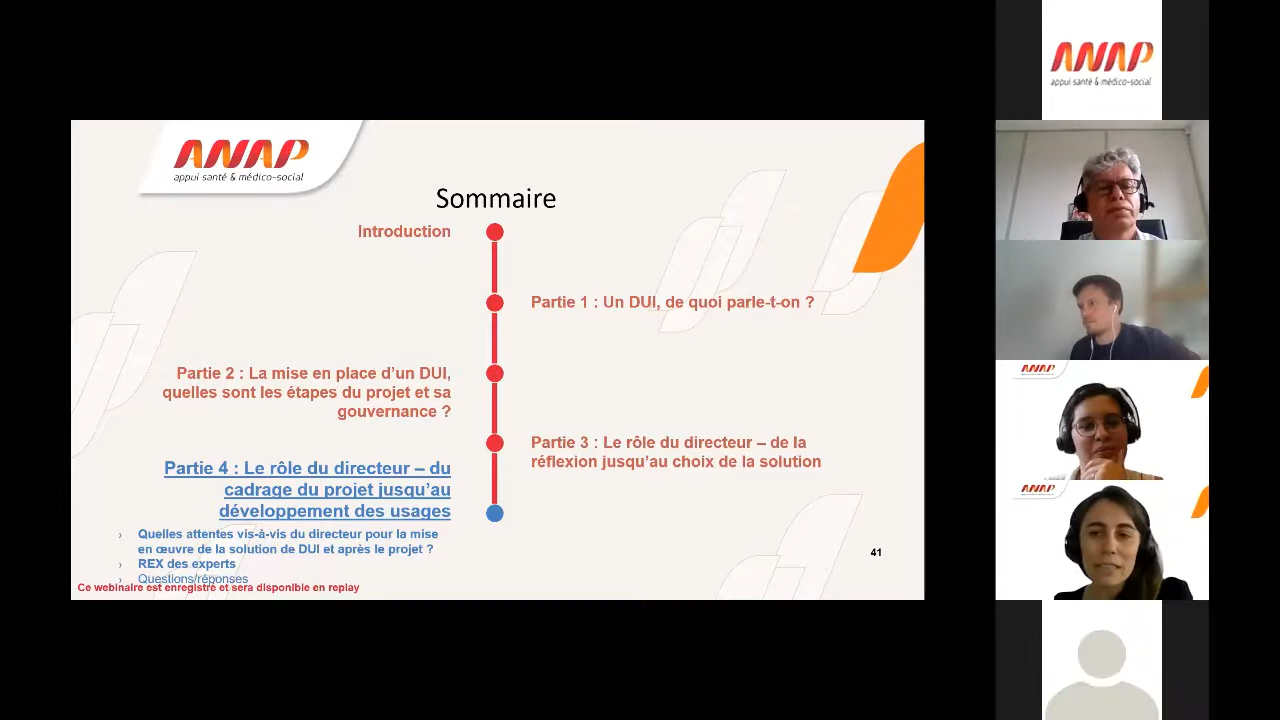 ANAP
appui santé & médico-social
Sommaire
Introduction
Partie 1 : Un DUI, de quoi parle-t-on ?
Partie 2 : La mise en place d'un DUI,
quelles sont les étapes du projet et sa
gouvernance ?
Partie 3 : Le rôle du directeur – de la
réflexion jusqu'au choix de la solution
Partie 4 : Le rôle du directeur – du
cadrage du projet jusqu'au
développement des usages
› Quelles attentes vis-à-vis du directeur pour la mise
en œuvre de la solution de DUI et après le projet ?
› REX des experts
› Questions/réponses
Ce webinaire est enregistré et sera disponible en replay
41
ANAP
appui santé & médico-social
ANAP
ANAP